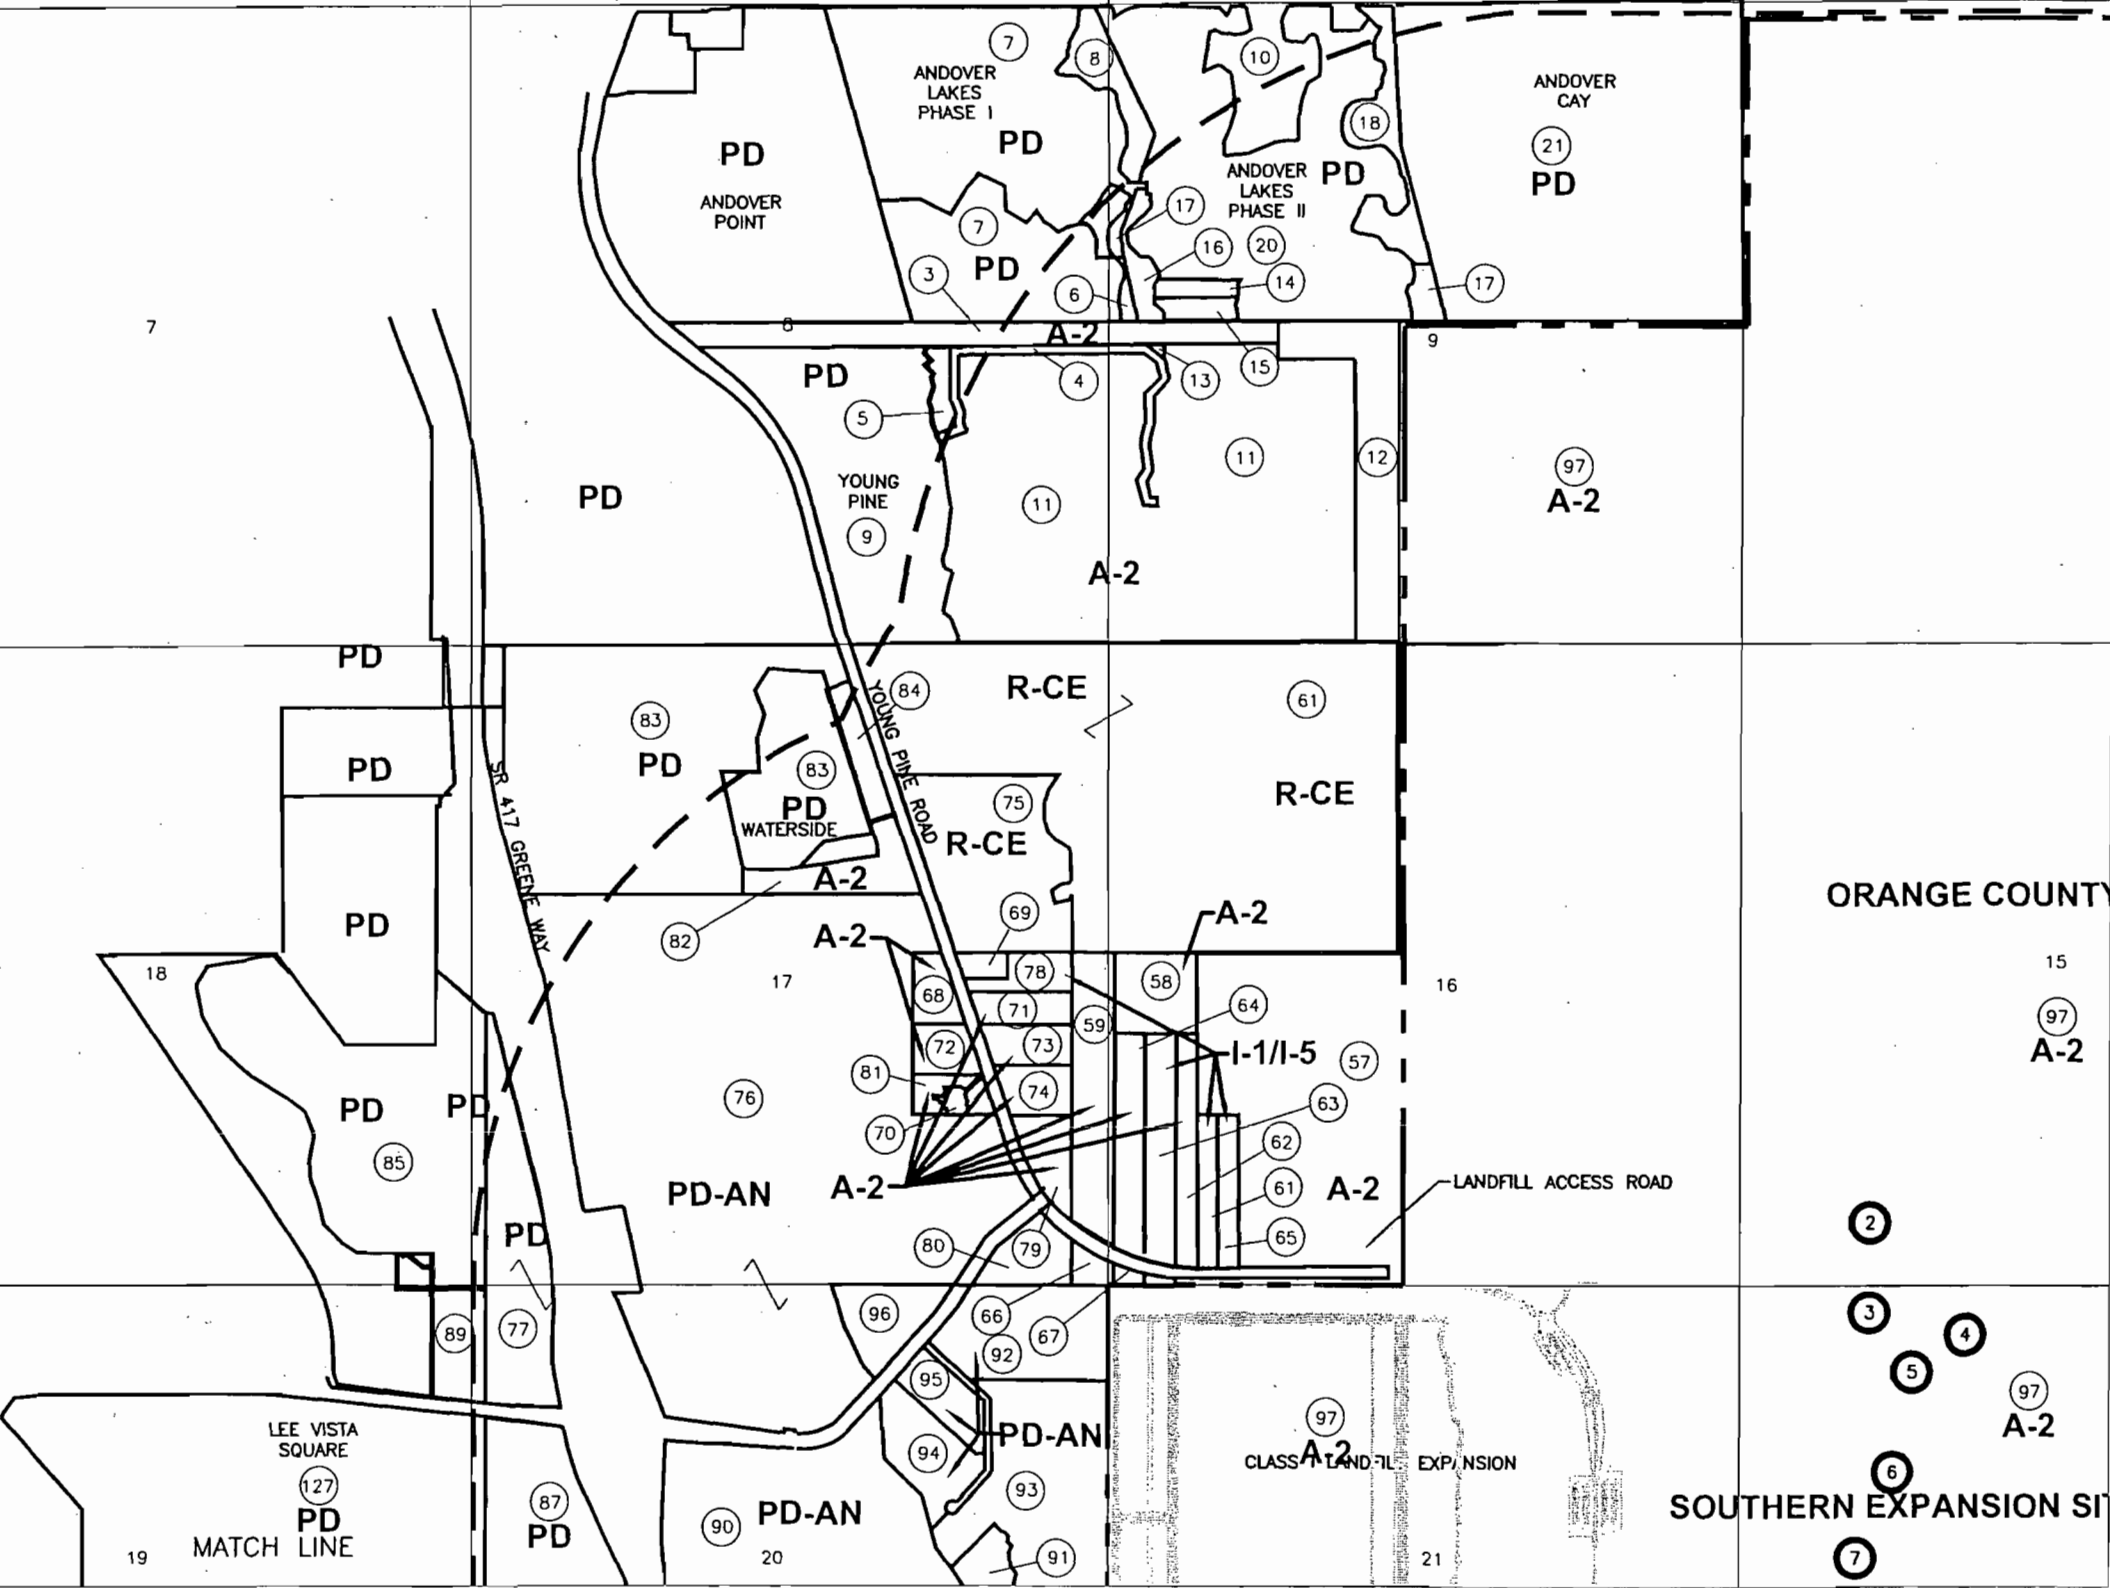 7
8
10
ANDOVER
LAKES
PHASE I
PD
ANDOVER
CAY
18
21
PD
PD
ANDOVER
POINT
ANDOVER
LAKES
PHASE II
PD
17
7
PD
16
20
3
6
14
17
7
8
A-2
15
9
PD
4
13
5
11
12
97
A-2
YOUNG
PINE
9
PD
11
A-2
PD
84
R-CE
61
83
PD
YOUNG PINE ROAD
PD
83
PD
WATERSIDE
75
R-CE
R-CE
SR 417 GREENE WAY
A-2
82
ORANGE COUNTY
PD
69
A-2
A-2
18
17
68
78
58
16
15
71
59
64
97
A-2
72
73
I-1/I-5
57
81
74
76
63
PD
PD
70
62
85
PD-AN
A-2
61
A-2
LANDFILL ACCESS ROAD
PD
80
79
65
2
89
77
96
66
67
92
3
4
5
95
97
A-2
CLASS I LANDFILL EXPANSION
97
A-2
LEE VISTA
SQUARE
127
PD
MATCH LINE
PD-AN
94
93
6
87
PD
90
PD-AN
SOUTHERN EXPANSION SI
19
20
91
21
7